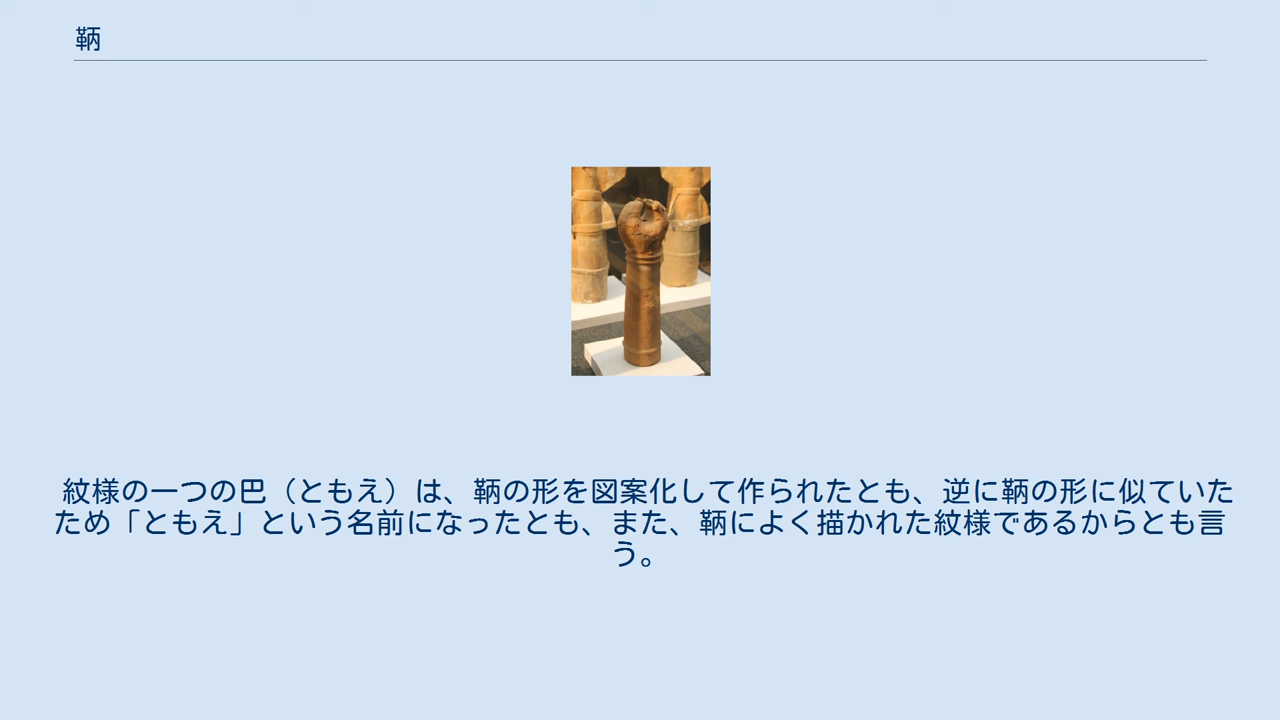 鞆
紋様の一つの巴（ともえ）は、鞆の形を図案化して作られたとも、逆に鞆の形に似ていた
ため「ともえ」という名前になったとも、また、鞆によく描かれた紋様であるからとも言
う。